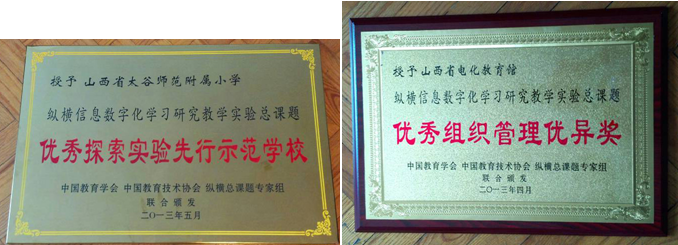 授予 山西省太谷师范附属小学
纵横信息数字化学习研究教学实验总课题
优秀探索实验先行示范学校
中国教育学会 中国教育技术协会 纵横总课题专家组
联合颁发
二〇一三年五月
授予 山西省电化教育馆
纵横信息数字化学习研究教学实验总课题
优秀组织管理优异奖
中国教育学会 中国教育技术协会 纵横总课题专家组
联合颁发
二〇一三年四月